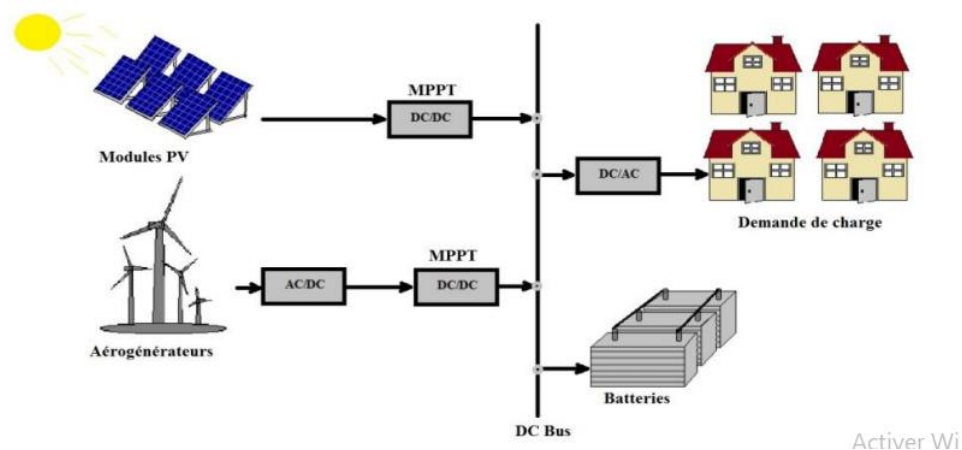 MPPT
DC/DC
Modules PV
DC/AC
Demande de charge
MPPT
AC/DC
DC/DC
Aérogénérateurs
Batteries
DC Bus
Activer Wi